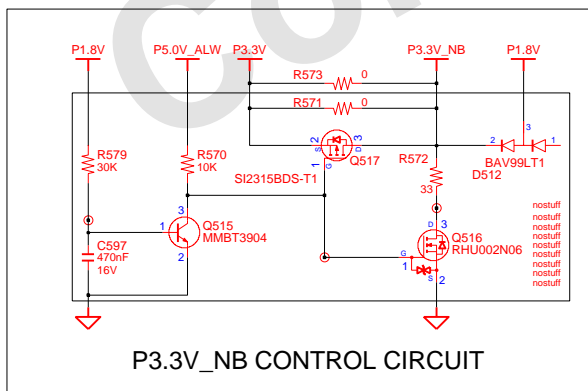 P1.8V P5.0V_ALW P3.3V P3.3V_NB P1.8V
R573 0
R571 0
R579
30K
R570
10K
2 S D 3
1 G
Q517
SI2315BDS-T1
R572
33
2 3 1
BAV99LT1
D512
C597
470nF
16V
1 3 2
Q515
MMBT3904
D 3
G 1
S 2
Q516
RHU002N06
nostuff
nostuff
nostuff
nostuff
nostuff
nostuff
nostuff
nostuff
nostuff
P3.3V_NB CONTROL CIRCUIT